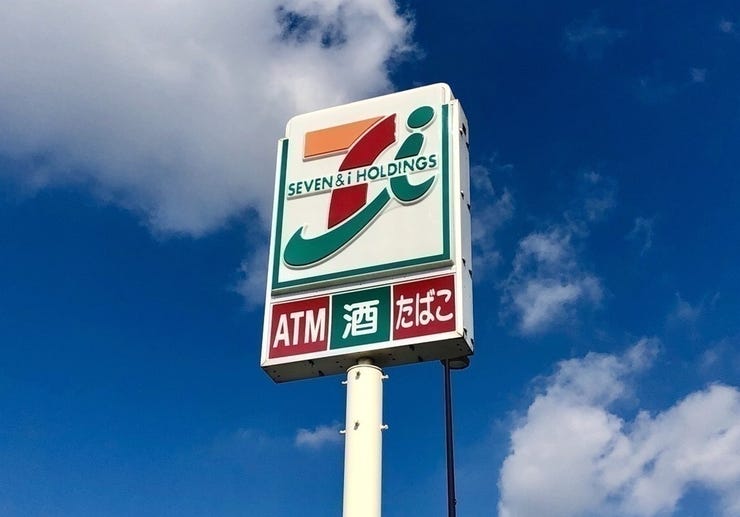 SEVEN & i HOLDINGS
ATM 酒 たばこ